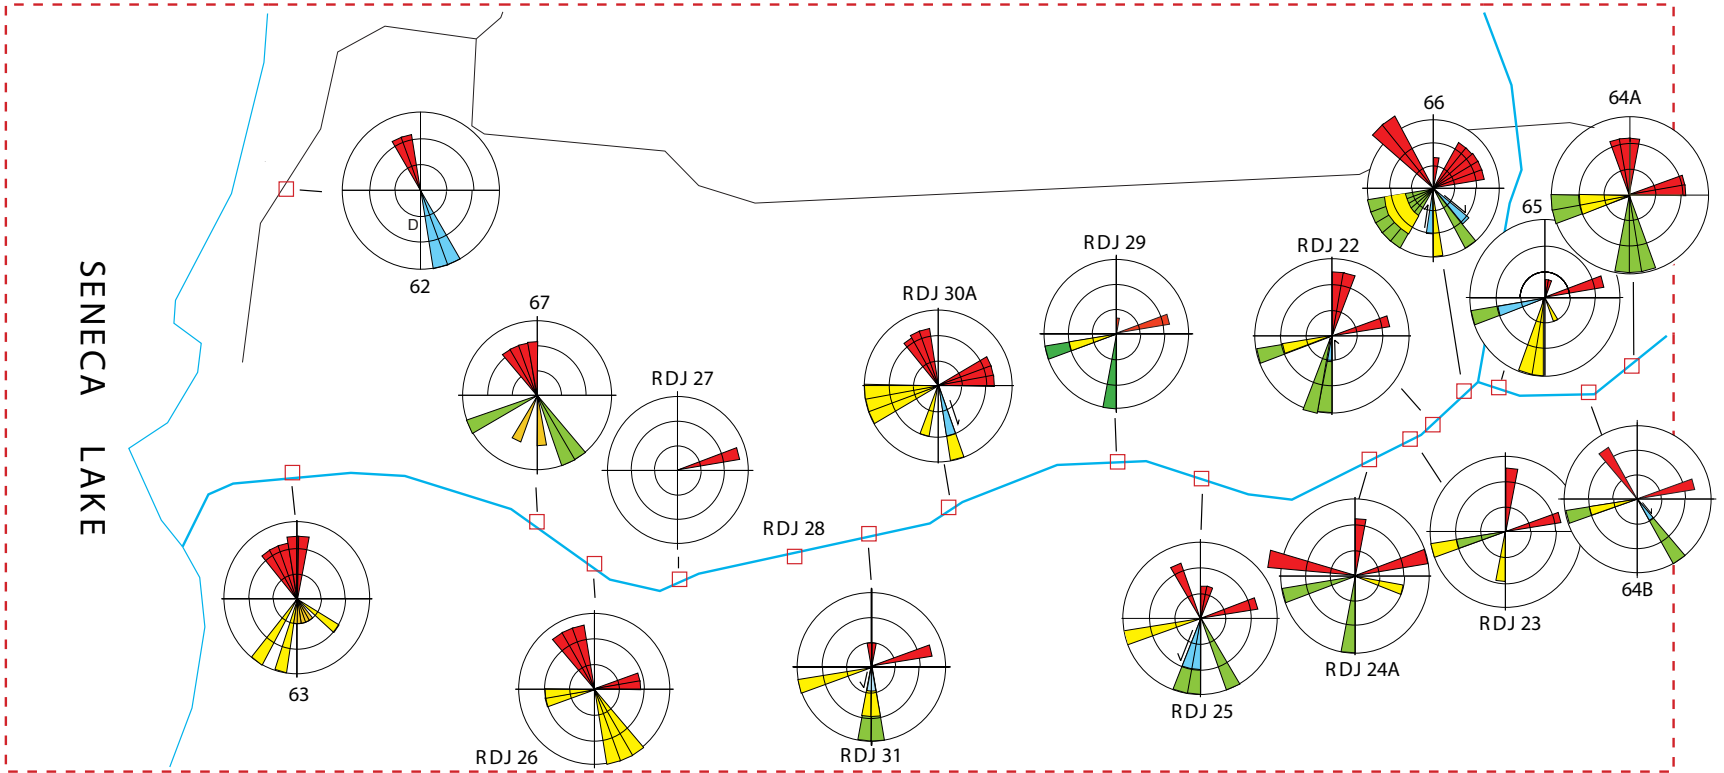 66
64A
65
RDJ 29
RDJ 22
D
62
67
RDJ 30A
SENECA LAKE
RDJ 27
RDJ 28
63
RDJ 26
RDJ 31
RDJ 25
RDJ 24A
RDJ 23
64B